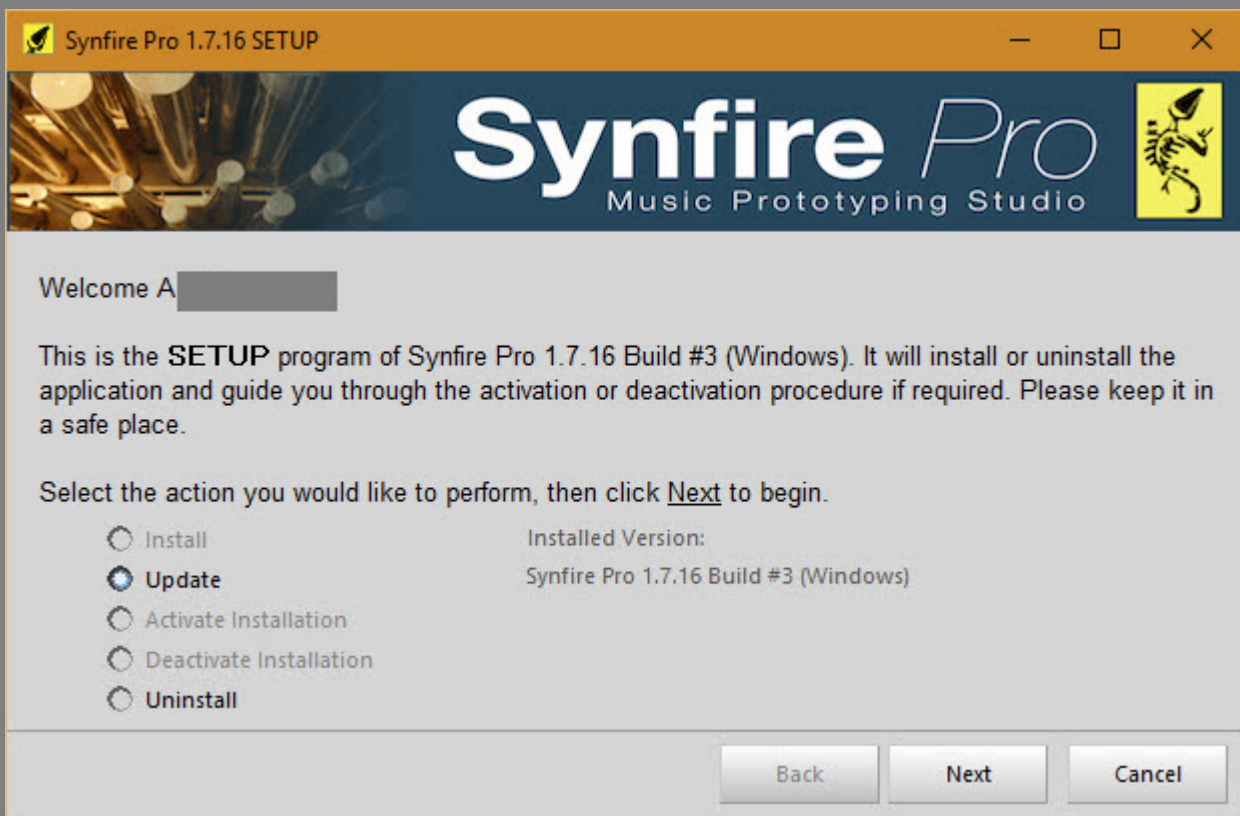 Synfire Pro 1.7.16 SETUP
Synfire Pro
Music Prototyping Studio
Welcome A
This is the SETUP program of Synfire Pro 1.7.16 Build #3 (Windows). It will install or uninstall the
application and guide you through the activation or deactivation procedure if required. Please keep it in
a safe place.
Select the action you would like to perform, then click Next to begin.
Install
Installed Version:
Update
Synfire Pro 1.7.16 Build #3 (Windows)
Activate Installation
Deactivate Installation
Uninstall
Back
Next
Cancel